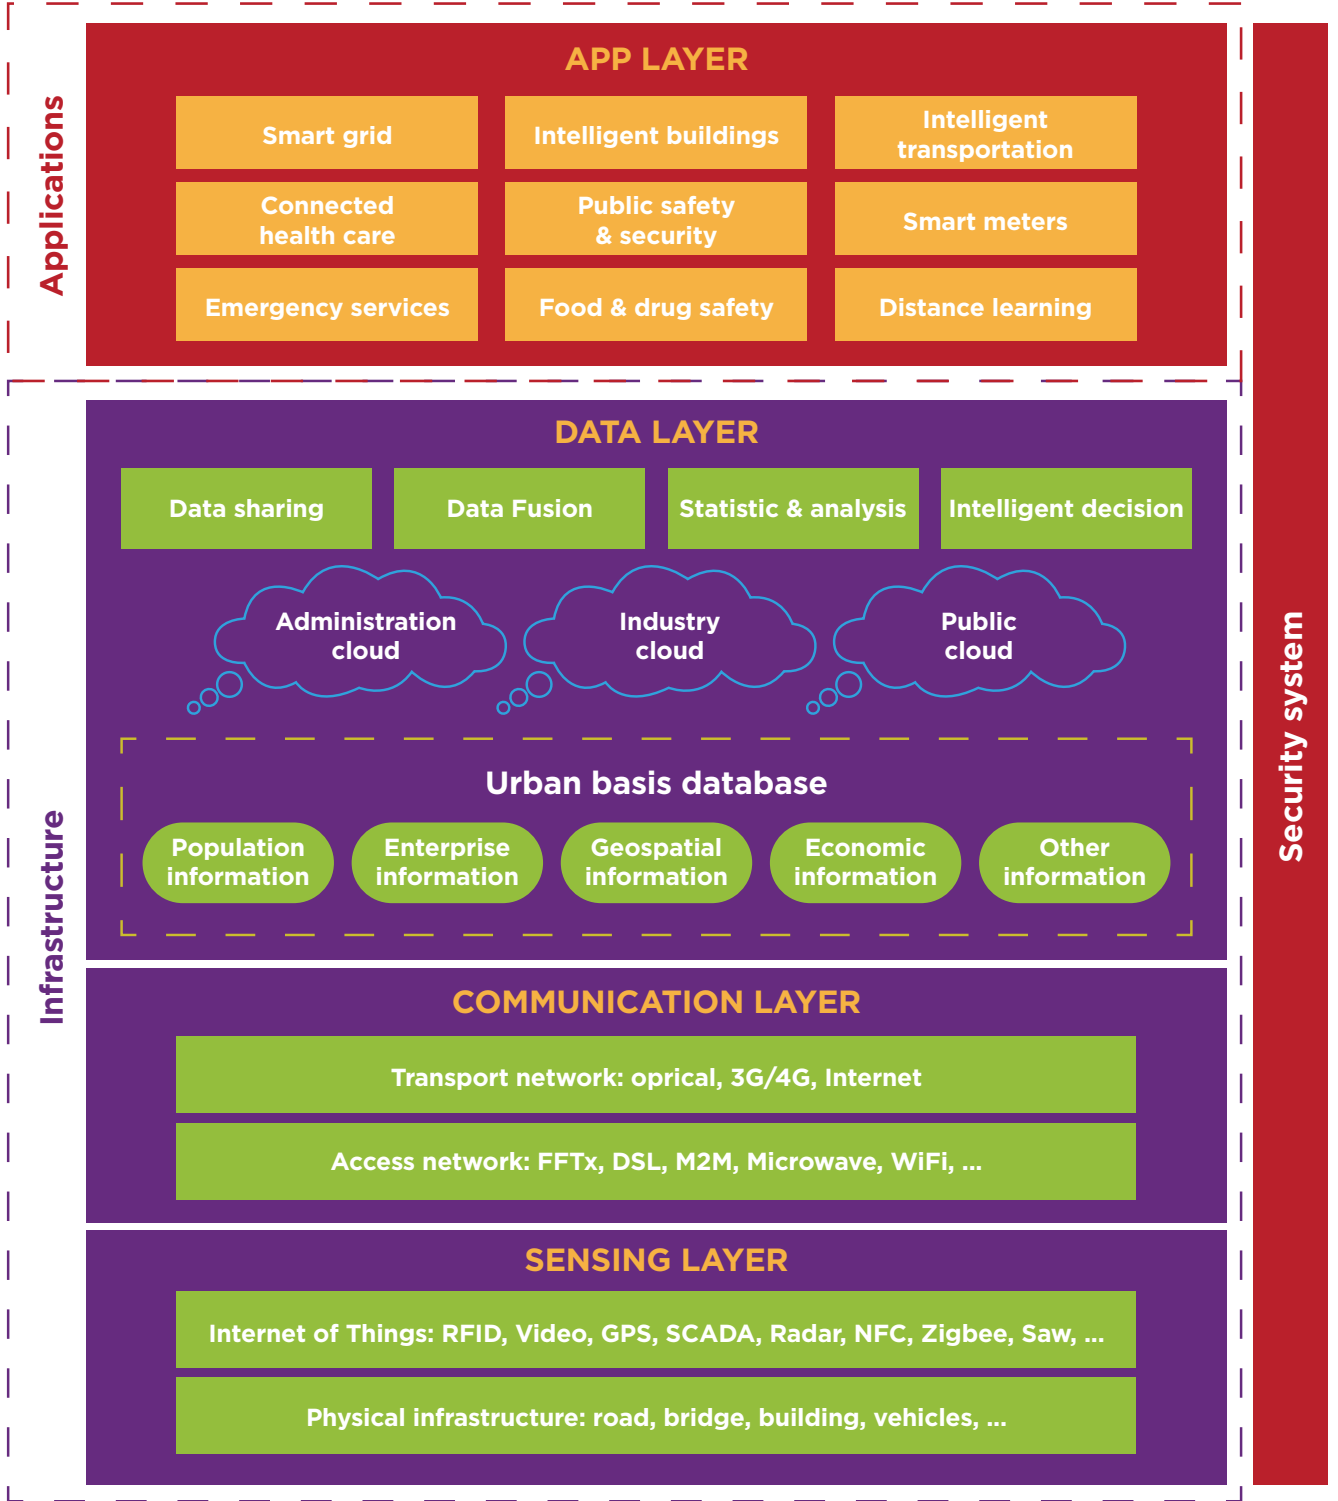 APP LAYER
Applications
Smart grid
Intelligent buildings
Intelligent
transportation
Connected
health care
Public safety
& security
Smart meters
Emergency services
Food & drug safety
Distance learning
DATA LAYER
Infrastructure
Data sharing
Data Fusion
Statistic & analysis
Intelligent decision
Administration
cloud
Industry
cloud
Public
cloud
Urban basis database
Population
information
Enterprise
information
Geospatial
information
Economic
information
Other
information
COMMUNICATION LAYER
Transport network: oprical, 3G/4G, Internet
Access network: FFTx, DSL, M2M, Microwave, WiFi, ...
SENSING LAYER
Internet of Things: RFID, Video, GPS, SCADA, Radar, NFC, Zigbee, Saw, ...
Physical infrastructure: road, bridge, building, vehicles, ...
Security system